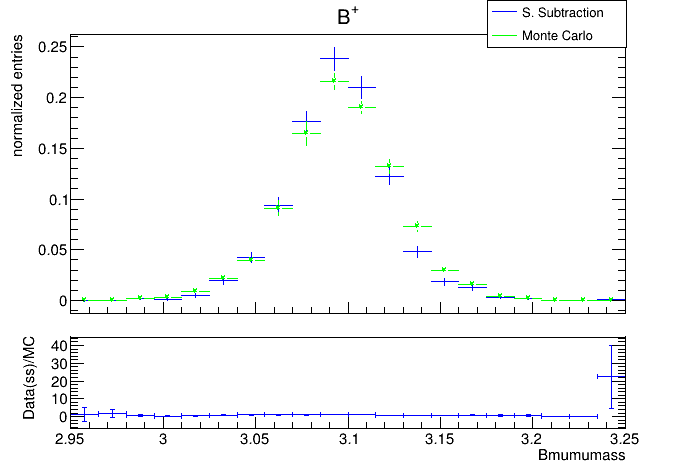 B+
S. Subtraction
Monte Carlo
normalized entries
0.25
0.2
0.15
0.1
0.05
0
Data(ss)/MC
40
30
20
10
0
2.95 3 3.05 3.1 3.15 3.2 3.25
Bmumumass